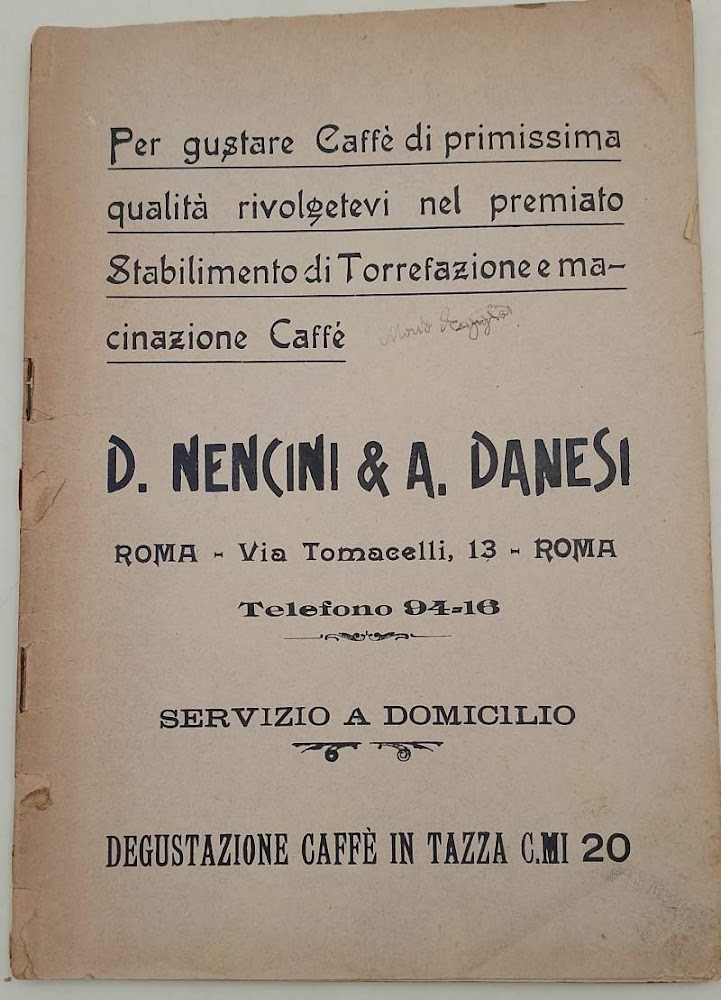 Per gustare Caffè di primissima
qualità rivolgetevi nel premiato
Stabilimento di Torrefazione e ma-
cinazione Caffé
D. NENCINI & A. DANESI
ROMA - Via Tomacelli, 13 - ROMA
Telefono 94-16
SERVIZIO A DOMICILIO
DEGUSTAZIONE CAFFÈ IN TAZZA C.MI 20